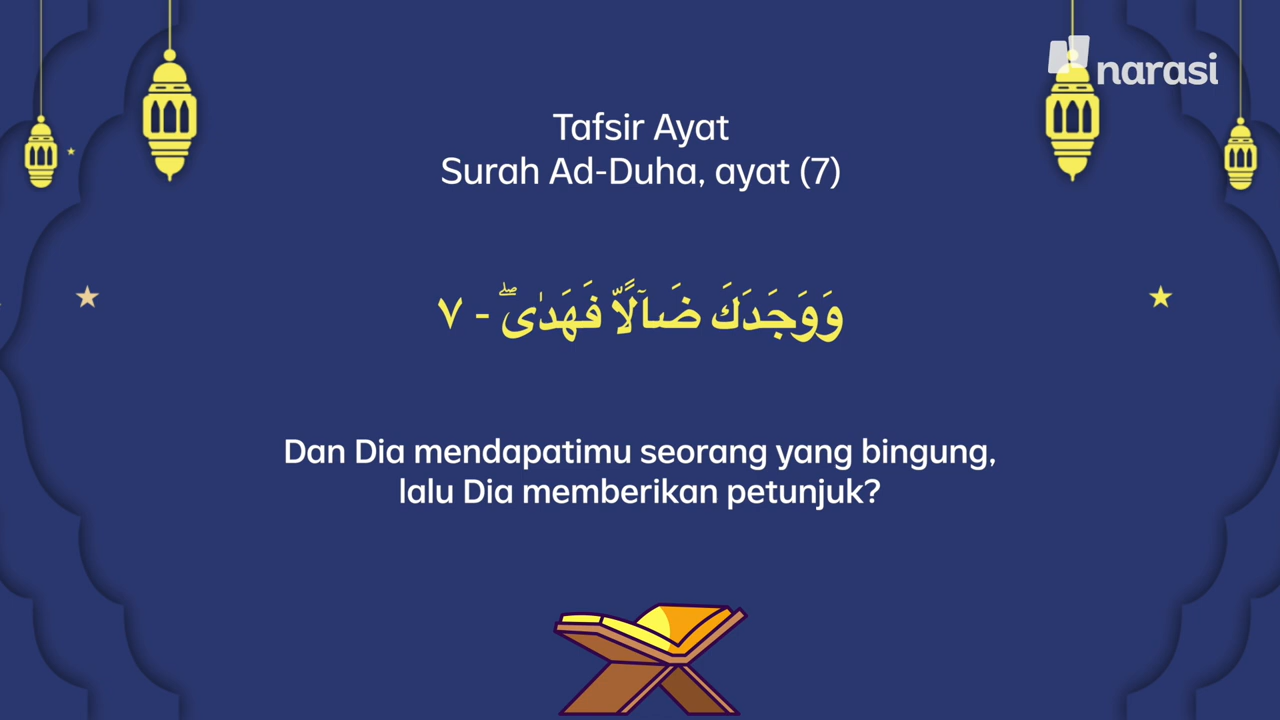 narasi
Tafsir Ayat
Surah Ad-Duha, ayat (7)
وَوَجَدَكَ ضَاۤلًّا فَهَدٰىۖ - ٧
Dan Dia mendapatimu seorang yang bingung,
lalu Dia memberikan petunjuk?